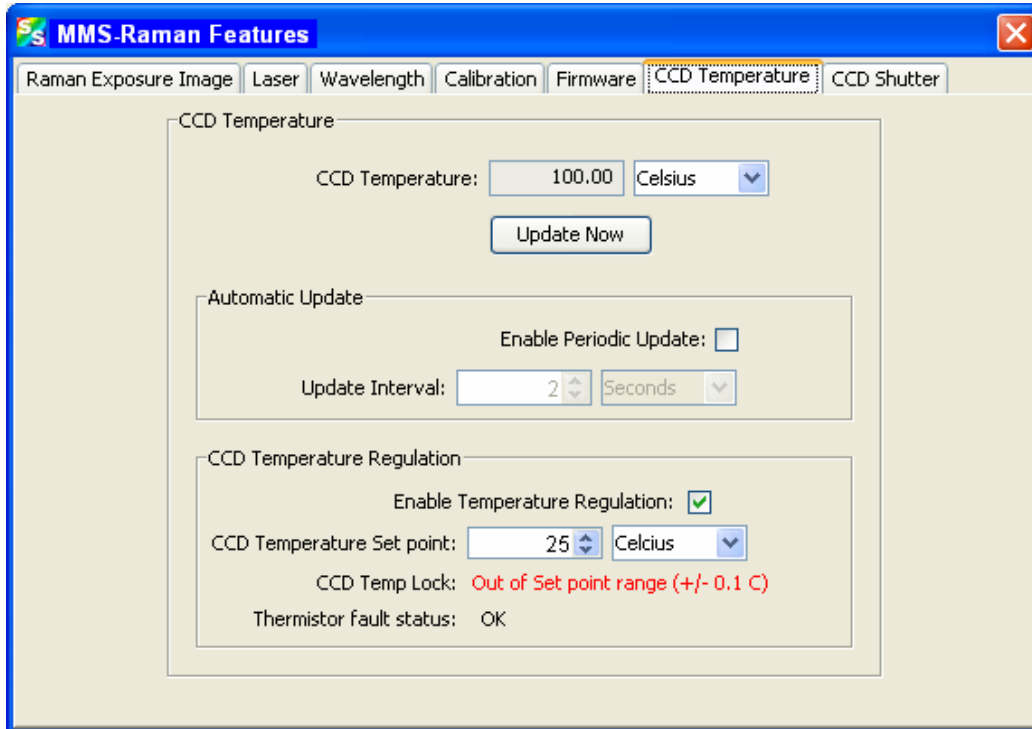 SS MMS-Raman Features
Raman Exposure Image Laser Wavelength Calibration Firmware CCD Temperature CCD Shutter
CCD Temperature
CCD Temperature: 100.00 Celsius
Update Now
Automatic Update
Enable Periodic Update:
Update Interval: 2 Seconds
CCD Temperature Regulation
Enable Temperature Regulation:
CCD Temperature Set point: 25 Celcius
CCD Temp Lock: Out of Set point range (+/- 0.1 C)
Thermistor fault status: OK